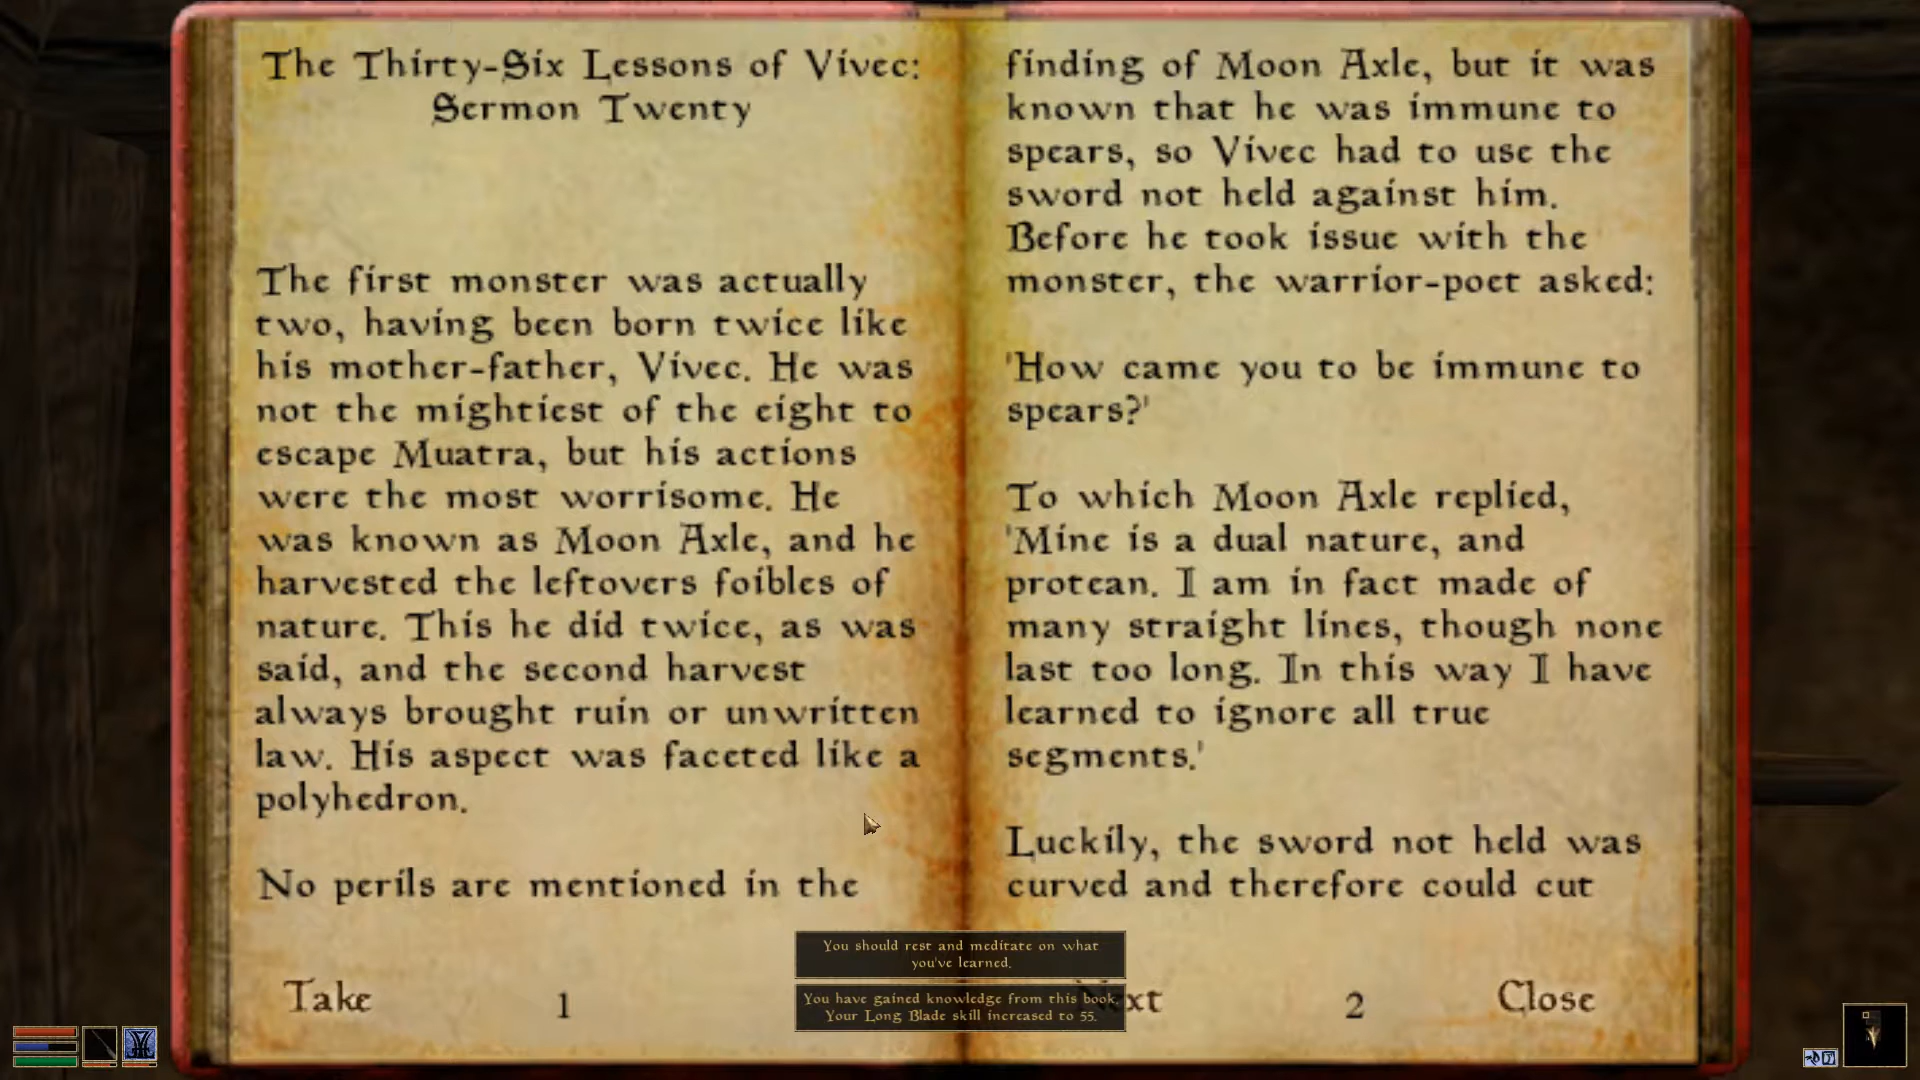 The Thirty-Six Lessons of Vivec:
Sermon Twenty
The first monster was actually
two, having been born twice like
his mother-father, Vivec. He was
not the mightiest of the eight to
escape Muatra, but his actions
were the most worrisome. He
was known as Moon Axle, and he
harvested the leftovers foibles of
nature. This he did twice, as was
said, and the second harvest
always brought ruin or unwritten
law. His aspect was faceted like a
polyhedron.
No perils are mentioned in the
finding of Moon Axle, but it was
known that he was immune to
spears, so Vivec had to use the
sword not held against him.
Before he took issue with the
monster, the warrior-poet asked:
'How came you to be immune to
spears?'
To which Moon Axle replied,
'Mine is a dual nature, and
protean. I am in fact made of
many straight lines, though none
last too long. In this way I have
learned to ignore all true
segments.'
Luckily, the sword not held was
curved and therefore could cut
You should rest and meditate on what
you've learned.
You have gained knowledge from this book.
Your Long Blade skill increased to 55.
Take
1
2
Close